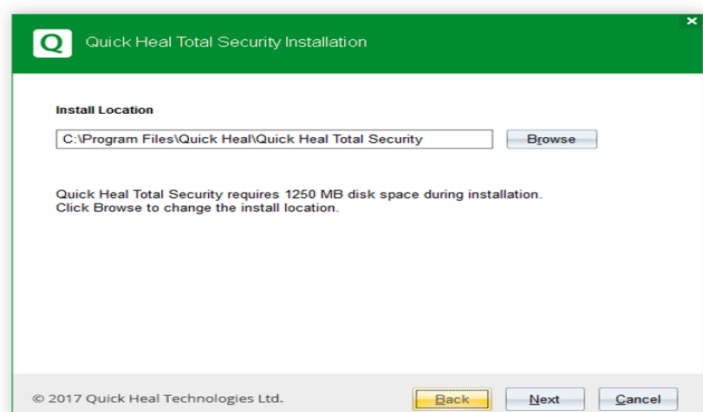 Q Quick Heal Total Security Installation
Install Location
C:\Program Files\Quick Heal\Quick Heal Total Security Browse
Quick Heal Total Security requires 1250 MB disk space during installation.
Click Browse to change the install location.
© 2017 Quick Heal Technologies Ltd. Back Next Cancel